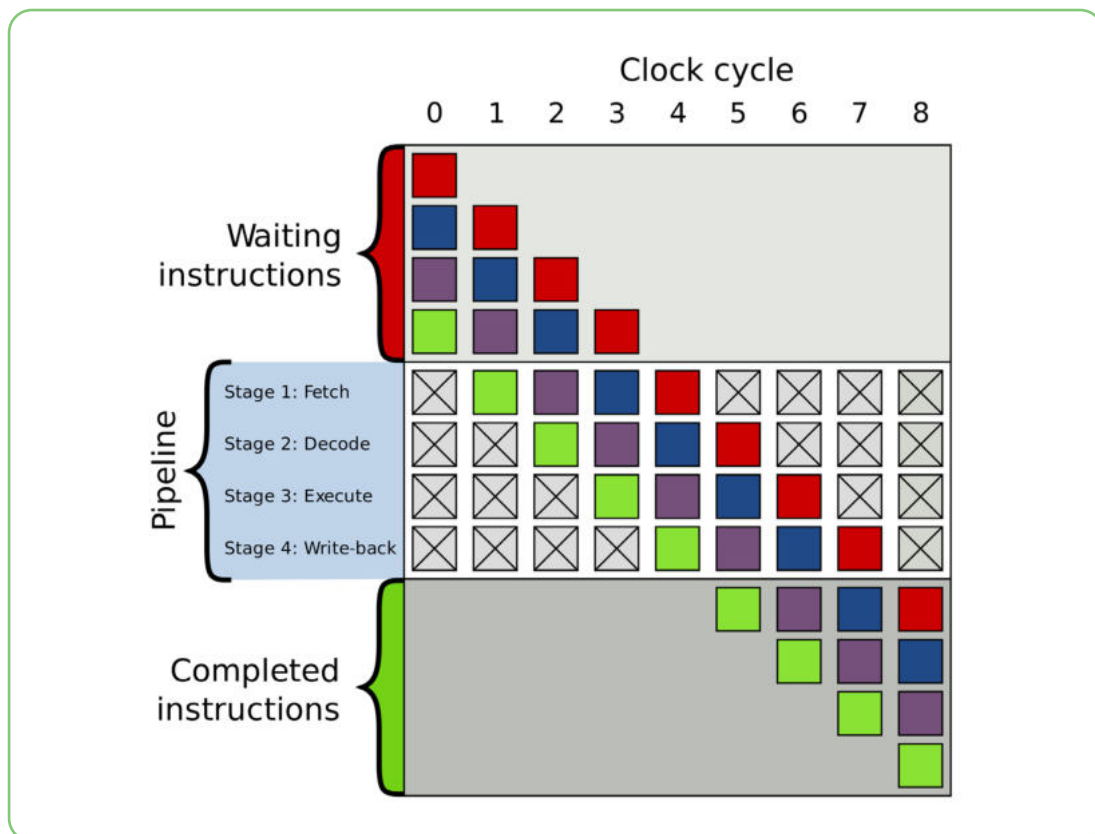 Clock cycle
0 1 2 3 4 5 6 7 8
Waiting
instructions
Pipeline
Stage 1: Fetch
Stage 2: Decode
Stage 3: Execute
Stage 4: Write-back
Completed
instructions